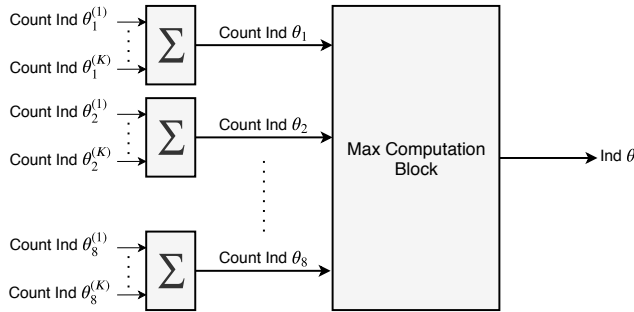 Count Ind θ₁⁽¹⁾
Count Ind θ₁⁽ᴷ⁾
Σ
Count Ind θ₁
Count Ind θ₂⁽¹⁾
Count Ind θ₂⁽ᴷ⁾
Σ
Count Ind θ₂
Max Computation
Block
Ind θ
Count Ind θ₈⁽¹⁾
Count Ind θ₈⁽ᴷ⁾
Σ
Count Ind θ₈